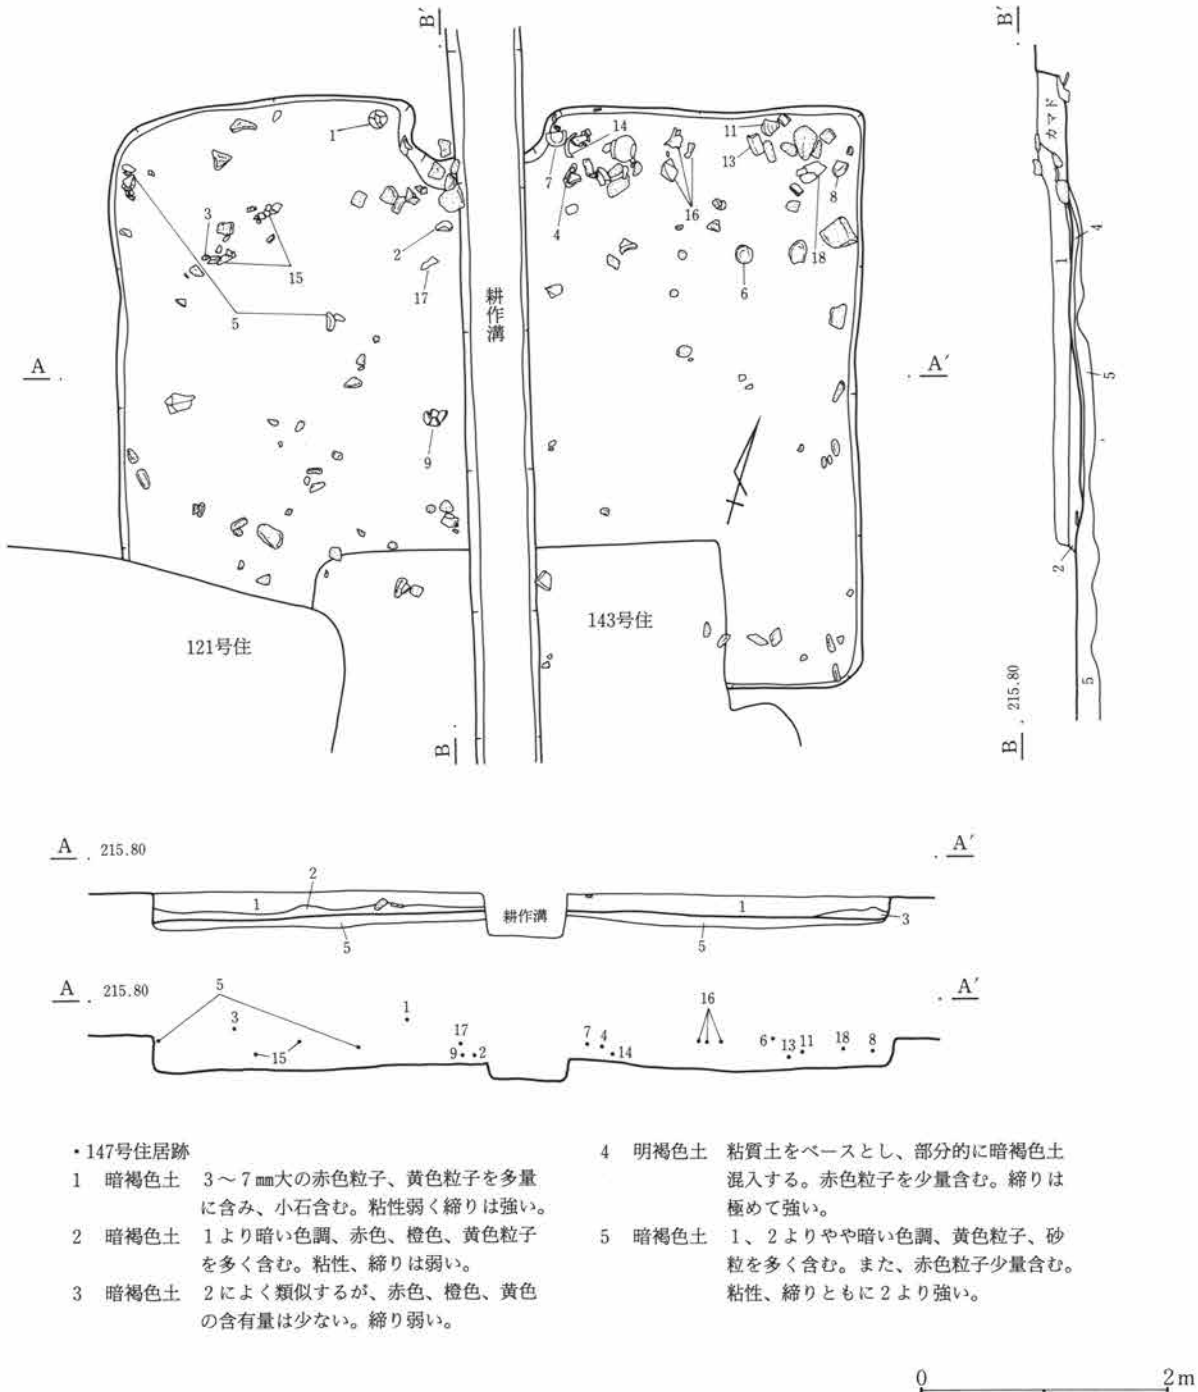 B'
B'
1
14
11
13
7
8
カマド
3
4
16
2
18
4
15
17
6
1
5
耕作溝
A
A'
5
9
2
121号住
143号住
5
B
B 215.80
A 215.80
A'
2
1
耕作溝
1
3
5
5
A 215.80
A'
5
16
1
3
17
7 4
6
18 8
15
9 2
14
13 11
・147号住居跡
1 暗褐色土 3～7㎜大の赤色粒子、黄色粒子を多量
に含み、小石含む。粘性弱く締りは強い。
2 暗褐色土 1より暗い色調、赤色、橙色、黄色粒子
を多く含む。粘性、締りは弱い。
3 暗褐色土 2によく類似するが、赤色、橙色、黄色
の含有量は少ない。締り弱い。
4 明褐色土 粘質土をベースとし、部分的に暗褐色土
混入する。赤色粒子を少量含む。締りは
極めて強い。
5 暗褐色土 1、2よりやや暗い色調、黄色粒子、砂
粒を多く含む。また、赤色粒子少量含む。
粘性、締りともに2より強い。
0 2m